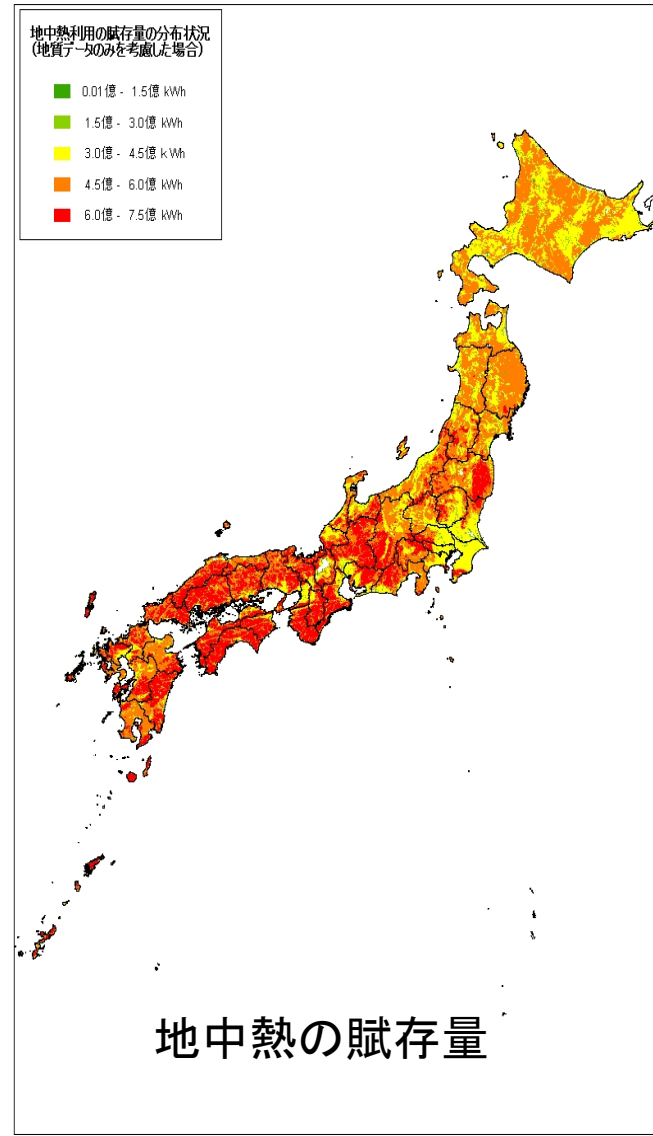 地中熱利用の賦存量の分布状況
(地質データのみを考慮した場合)
0.01億 - 1.5億 kWh
1.5億 - 3.0億 kWh
3.0億 - 4.5億 kWh
4.5億 - 6.0億 kWh
6.0億 - 7.5億 kWh
地中熱の賦存量